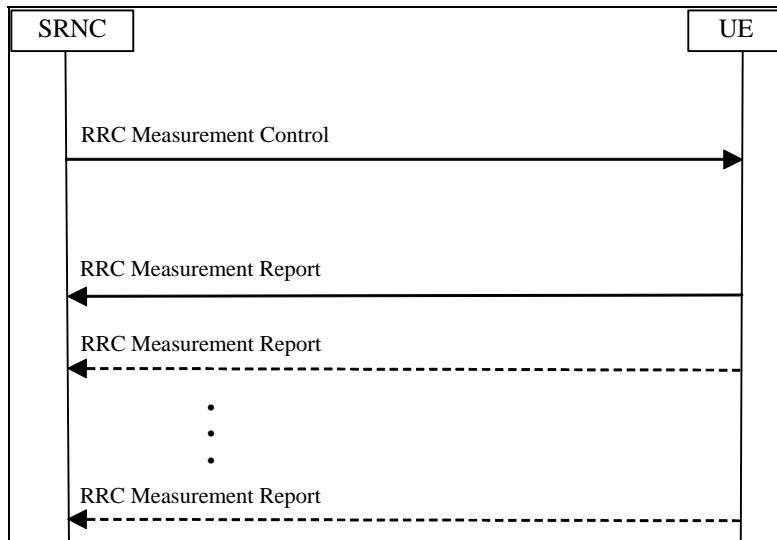 SRNC
UE
RRC Measurement Control
RRC Measurement Report
RRC Measurement Report
RRC Measurement Report